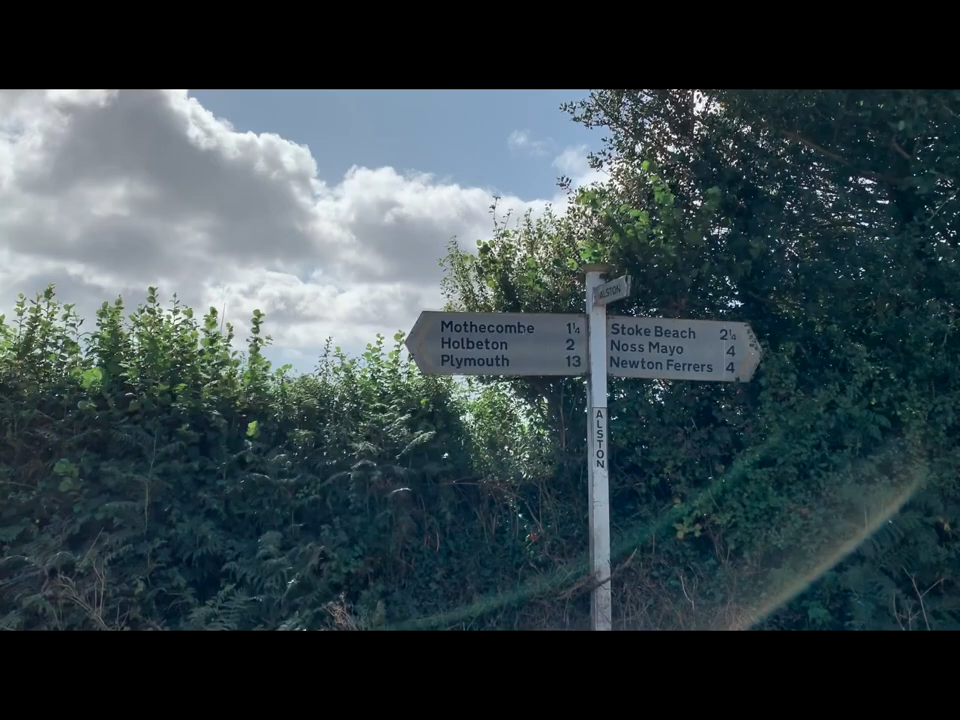 ALSTON
Mothecombe 1¼
Holbeton 2
Plymouth 13
Stoke Beach 2¼
Noss Mayo 4
Newton Ferrers 4
ALSTON